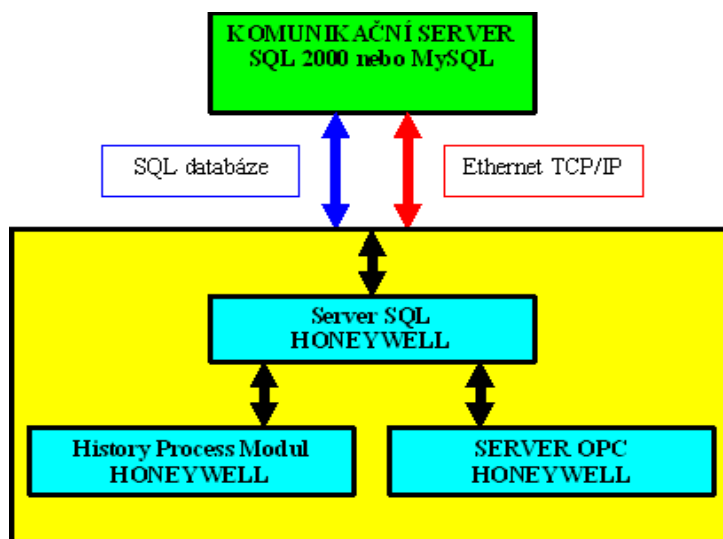 KOMUNIKAČNÍ SERVER
SQL 2000 nebo MySQL
SQL databáze
Ethernet TCP/IP
Server SQL
HONEYWELL
History Process Modul
HONEYWELL
SERVER OPC
HONEYWELL